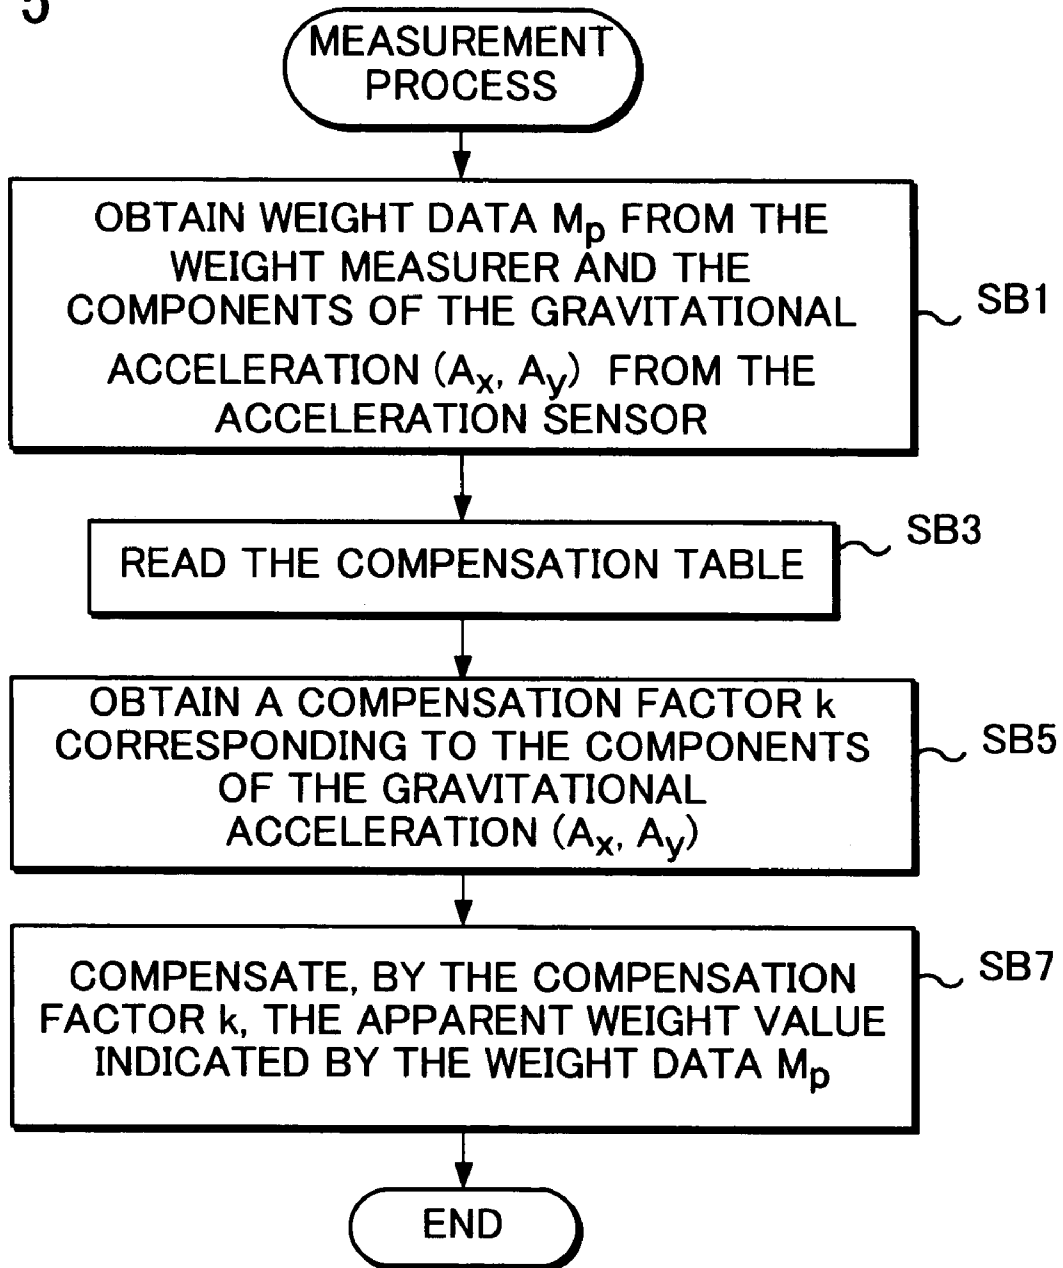 5
MEASUREMENT
PROCESS
OBTAIN WEIGHT DATA Mp FROM THE
WEIGHT MEASURER AND THE
COMPONENTS OF THE GRAVITATIONAL
ACCELERATION (Ax, Ay) FROM THE
ACCELERATION SENSOR
SB1
READ THE COMPENSATION TABLE
SB3
OBTAIN A COMPENSATION FACTOR k
CORRESPONDING TO THE COMPONENTS
OF THE GRAVITATIONAL
ACCELERATION (Ax, Ay)
SB5
COMPENSATE, BY THE COMPENSATION
FACTOR k, THE APPARENT WEIGHT VALUE
INDICATED BY THE WEIGHT DATA Mp
SB7
END